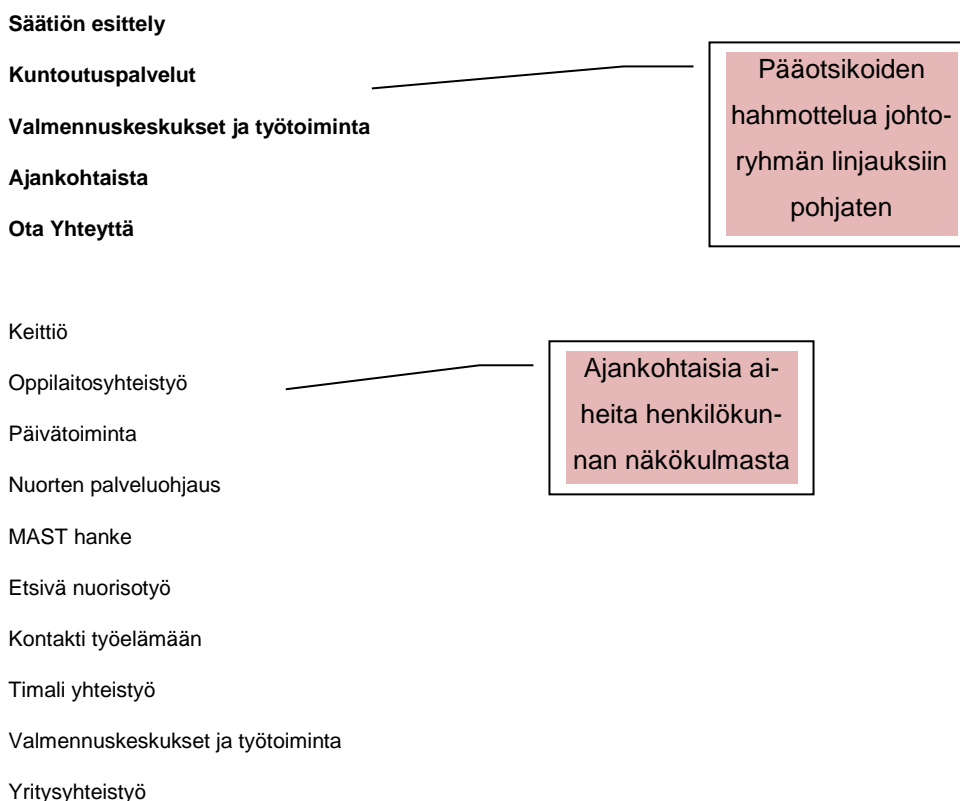 Säätiön esittely
Kuntoutuspalvelut
Valmennuskeskukset ja työtoiminta
Ajankohtaista
Ota Yhteyttä
Pääotsikoiden
hahmottelua johto-
ryhmän linjauksiin
pohjaten
Keittiö
Oppilaitosyhteistyö
Päivätoiminta
Nuorten palveluohjaus
MAST hanke
Etsivä nuorisotyö
Kontakti työelämään
Timali yhteistyö
Valmennuskeskukset ja työtoiminta
Yritysyhteistyö
Ajankohtaisia ai-
heita henkilökun-
nan näkökulmasta